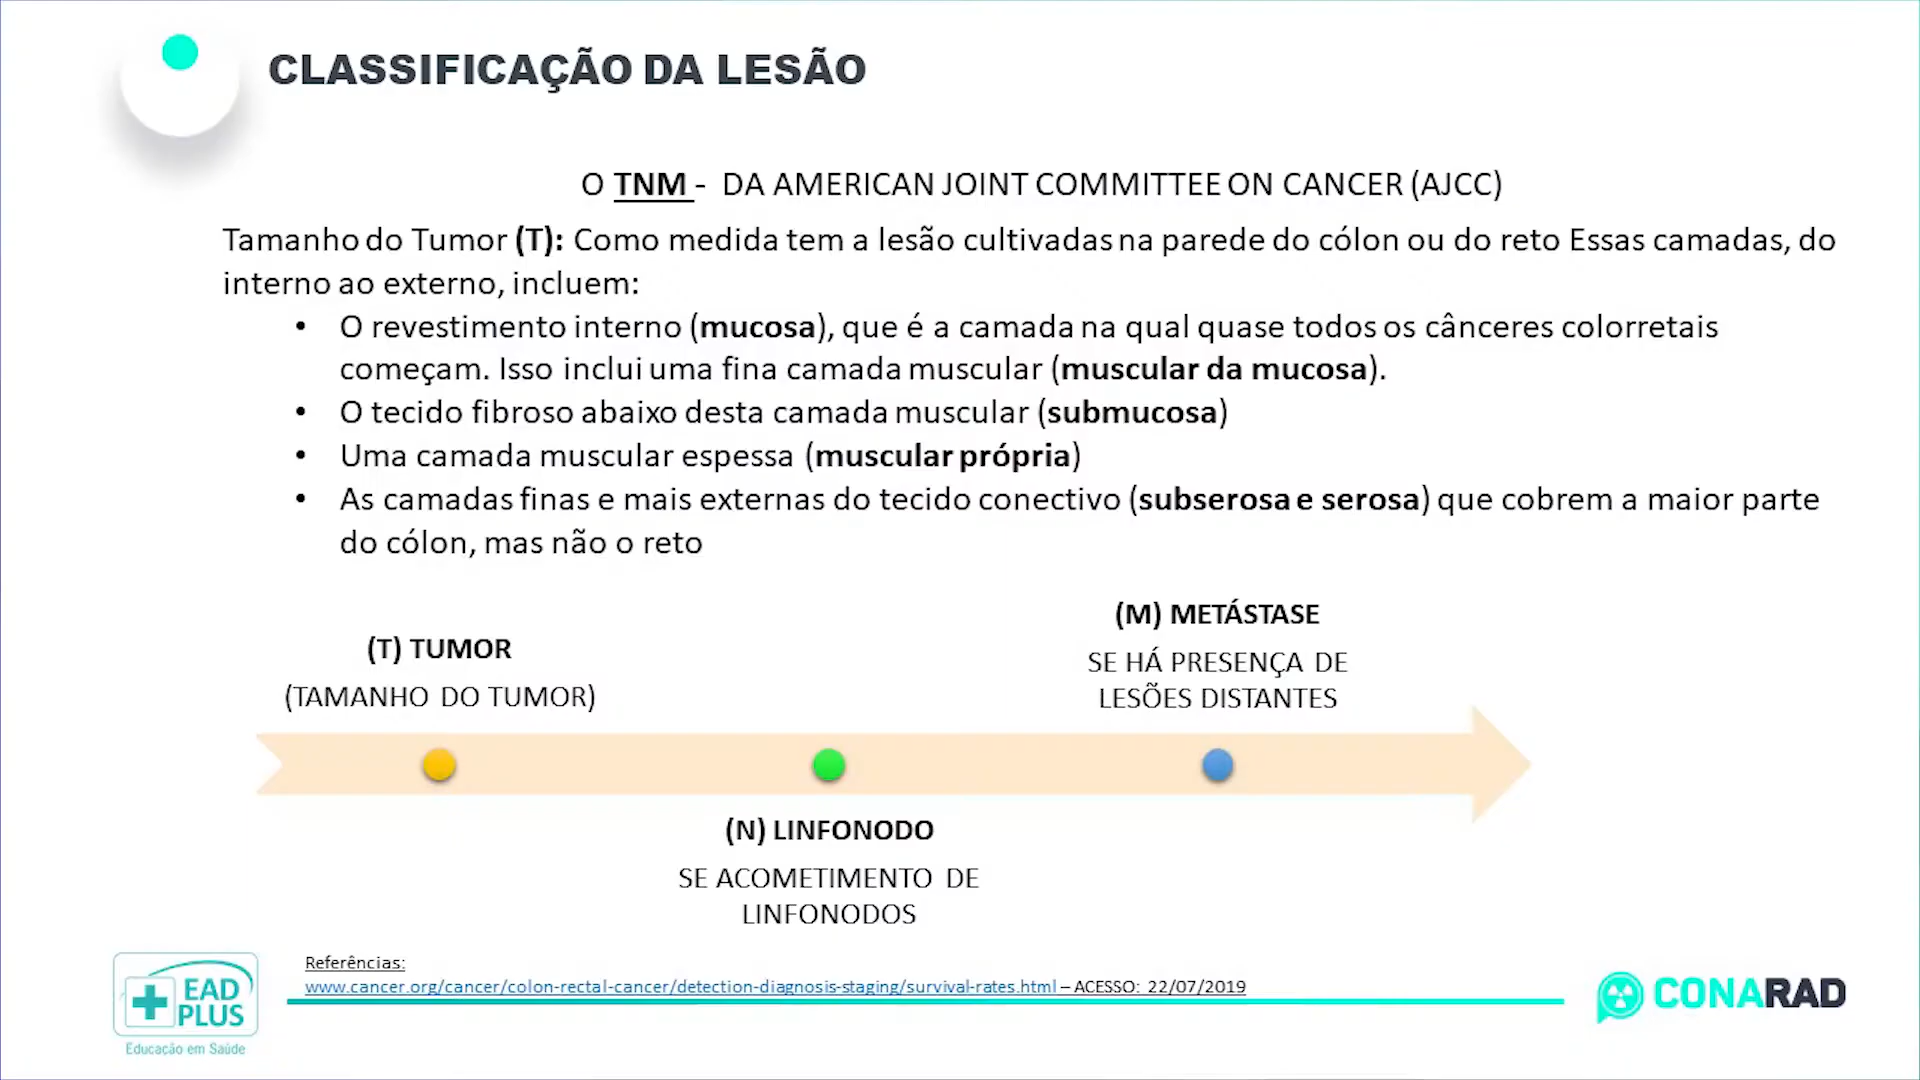 CLASSIFICAÇÃO DA LESÃO
O TNM - DA AMERICAN JOINT COMMITTEE ON CANCER (AJCC)
Tamanho do Tumor (T): Como medida tem a lesão cultivadas na parede do cólon ou do reto Essas camadas, do
interno ao externo, incluem:
• O revestimento interno (mucosa), que é a camada na qual quase todos os cânceres colorretais
começam. Isso inclui uma fina camada muscular (muscular da mucosa).
• O tecido fibroso abaixo desta camada muscular (submucosa)
• Uma camada muscular espessa (muscular própria)
• As camadas finas e mais externas do tecido conectivo (subserosa e serosa) que cobrem a maior parte
do cólon, mas não o reto
(T) TUMOR
(TAMANHO DO TUMOR)
(N) LINFONODO
SE ACOMETIMENTO DE
LINFONODOS
(M) METÁSTASE
SE HÁ PRESENÇA DE
LESÕES DISTANTES
Referências:
www.cancer.org/cancer/colon-rectal-cancer/detection-diagnosis-staging/survival-rates.html – ACESSO: 22/07/2019
EAD
PLUS
Educação em Saúde
CONARAD